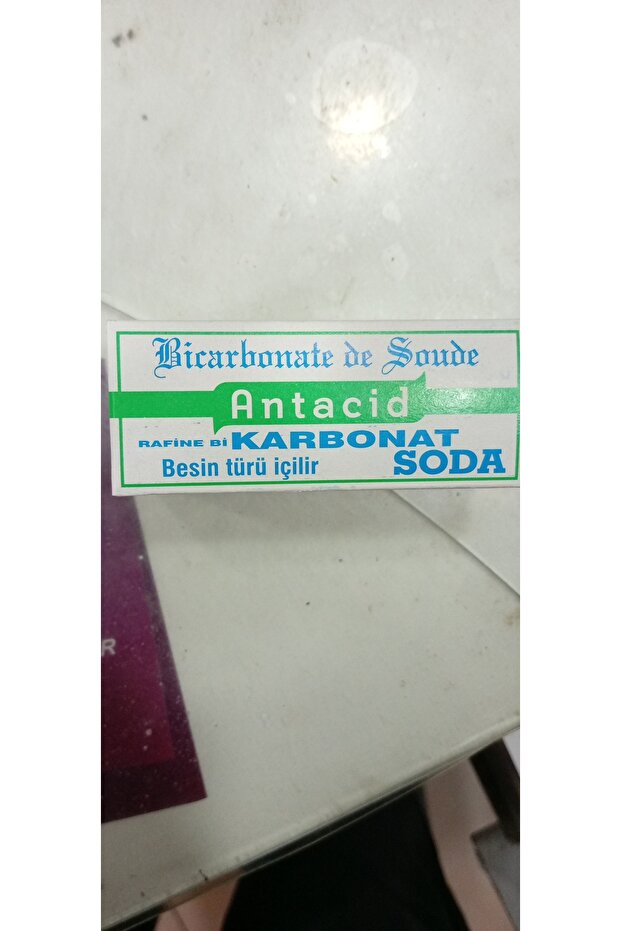 Bicarbonate de Soude
Antacid
RAFİNE Bİ KARBONAT
Besin türü içilir SODA
R